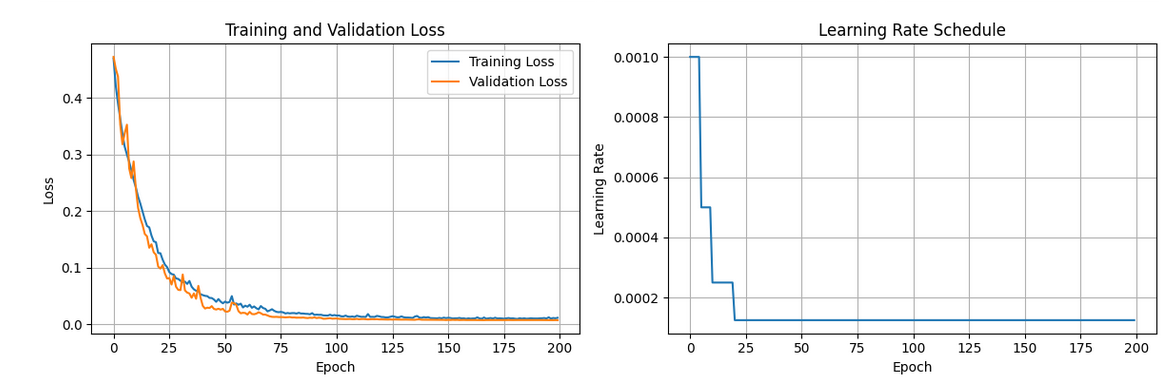 Training and Validation Loss
Training Loss
Validation Loss
0.4
0.3
0.2
0.1
0.0
Loss
0 25 50 75 100 125 150 175 200
Epoch
Learning Rate Schedule
0.0010
0.0008
0.0006
0.0004
0.0002
Learning Rate
0 25 50 75 100 125 150 175 200
Epoch